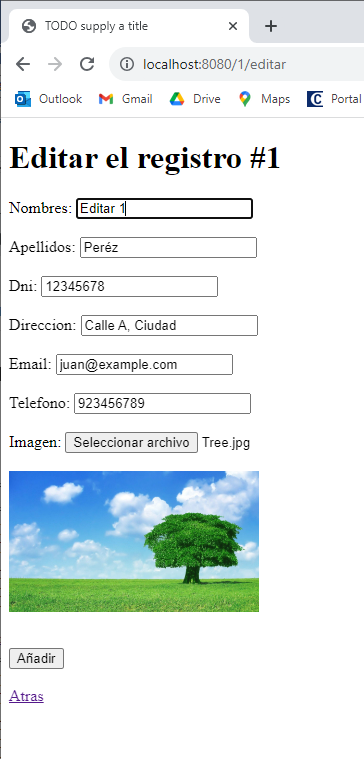 TODO supply a title
localhost:8080/1/editar
Outlook Gmail Drive Maps Portal
Editar el registro #1
Nombres: Editar 1
Apellidos: Peréz
Dni: 12345678
Direccion: Calle A, Ciudad
Email: juan@example.com
Telefono: 923456789
Imagen: Seleccionar archivo Tree.jpg
Añadir
Atras